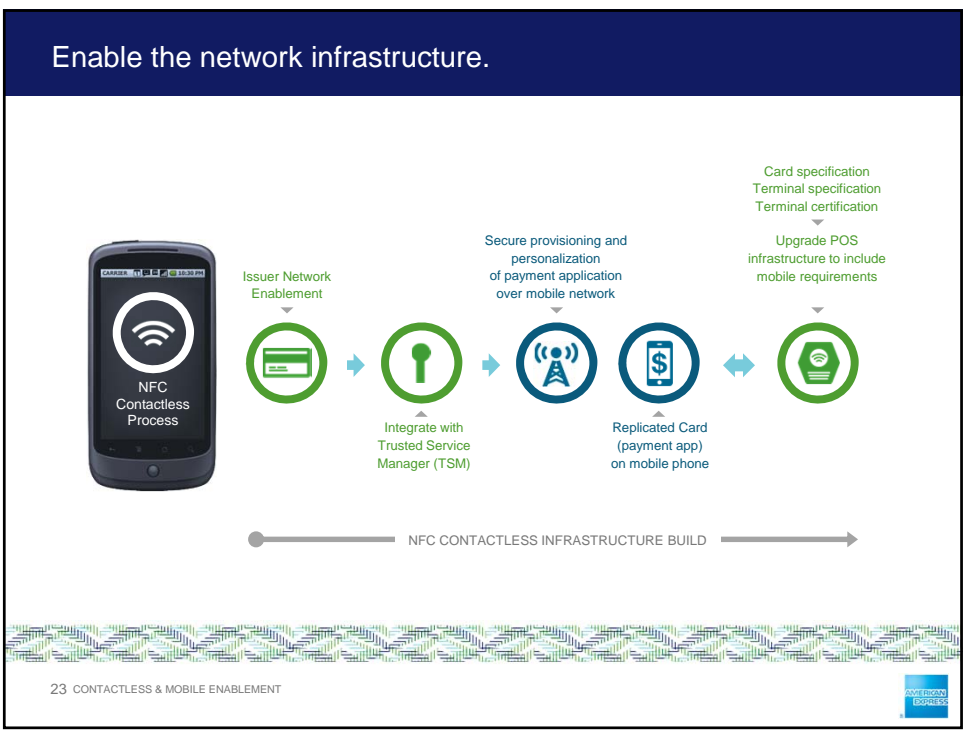 Enable the network infrastructure.
Card specification
Terminal specification
Terminal certification
Secure provisioning and
personalization
of payment application
over mobile network
Upgrade POS
infrastructure to include
mobile requirements
Issuer Network
Enablement
CARRIER 10:38 PM
NFC
Contactless
Process
$
Integrate with
Trusted Service
Manager (TSM)
Replicated Card
(payment app)
on mobile phone
NFC CONTACTLESS INFRASTRUCTURE BUILD
23 CONTACTLESS & MOBILE ENABLEMENT
AMERICAN
EXPRESS
®